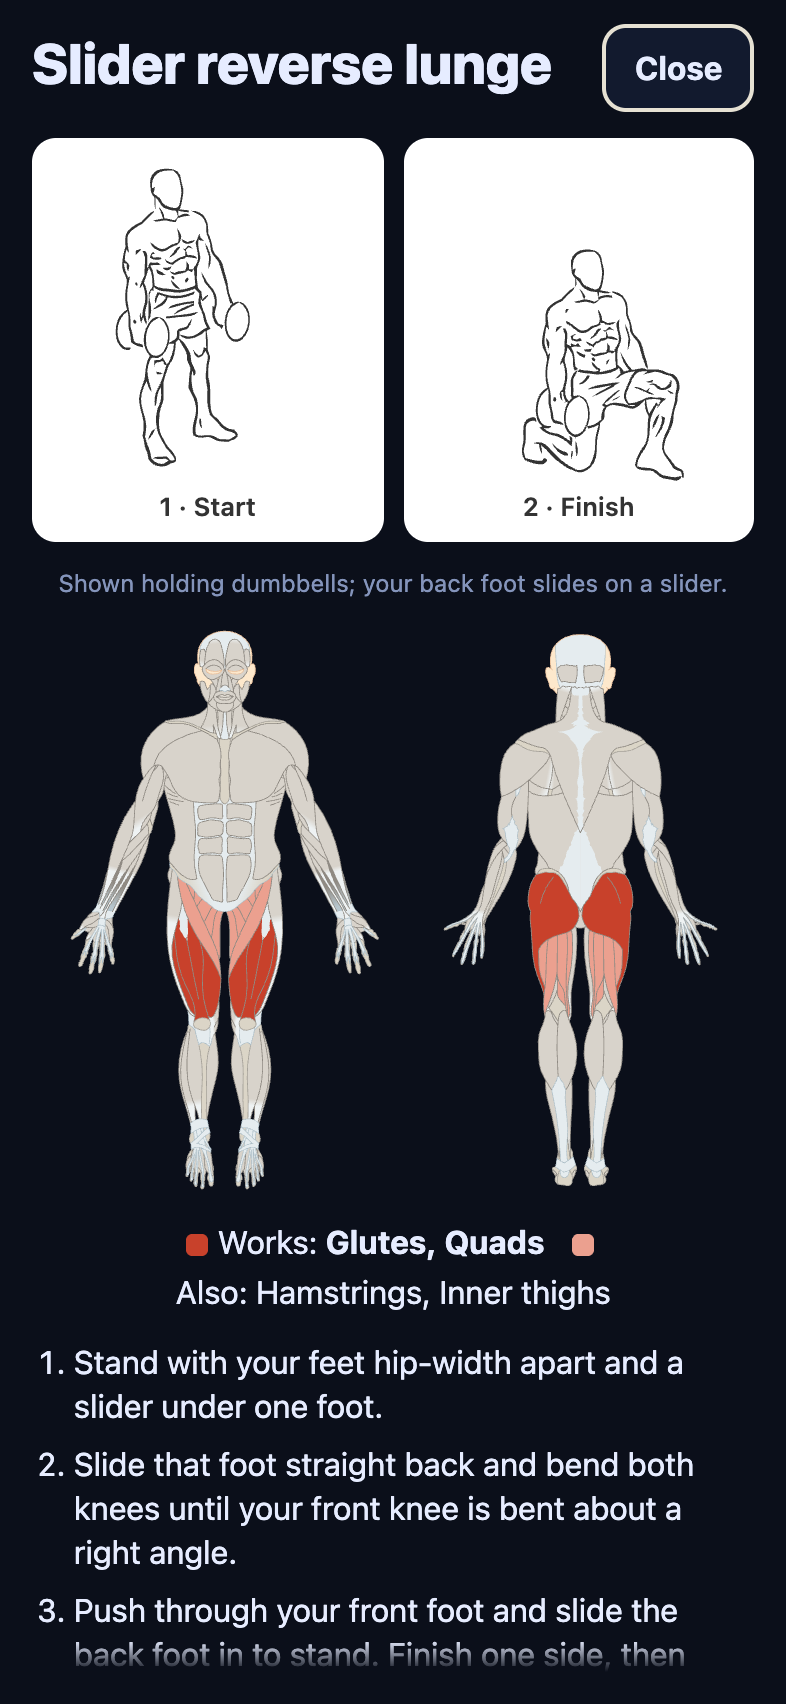 Slider reverse lunge
Close
1 · Start
2 · Finish
Shown holding dumbbells; your back foot slides on a slider.
Works: Glutes, Quads
Also: Hamstrings, Inner thighs
1. Stand with your feet hip-width apart and a
slider under one foot.
2. Slide that foot straight back and bend both
knees until your front knee is bent about a
right angle.
3. Push through your front foot and slide the
back foot in to stand. Finish one side, then